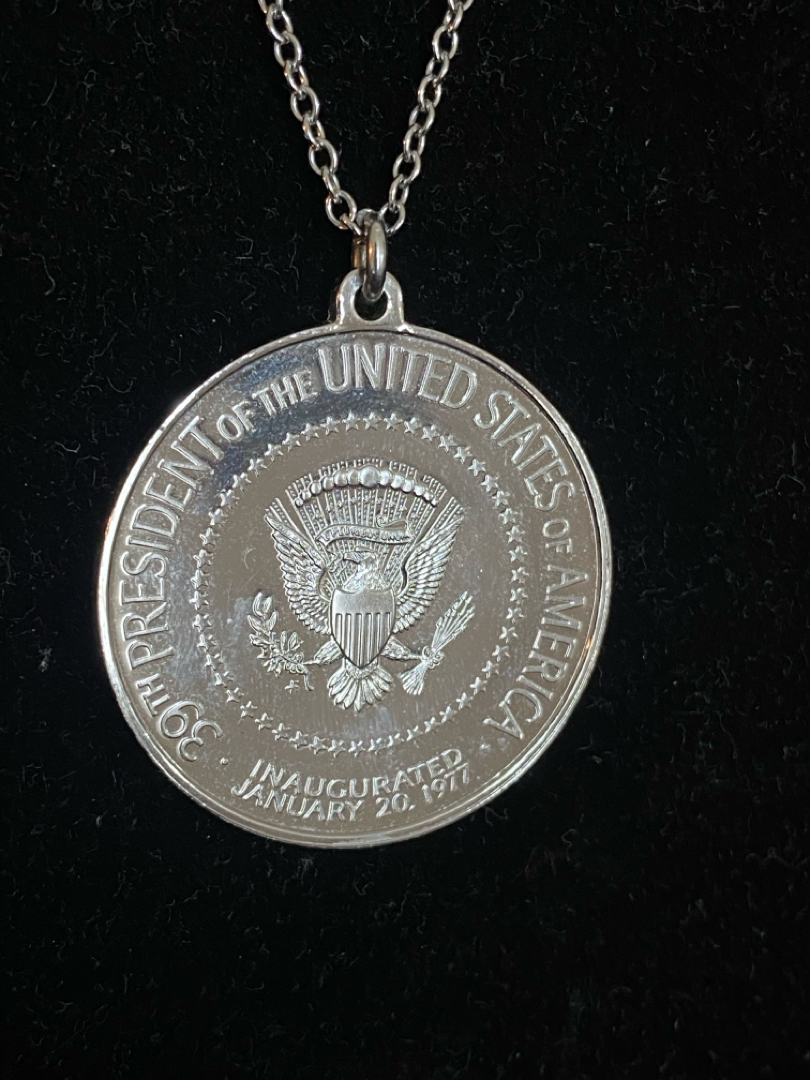 39TH PRESIDENT OF THE UNITED STATES OF AMERICA
INAUGURATED
JANUARY 20, 1977